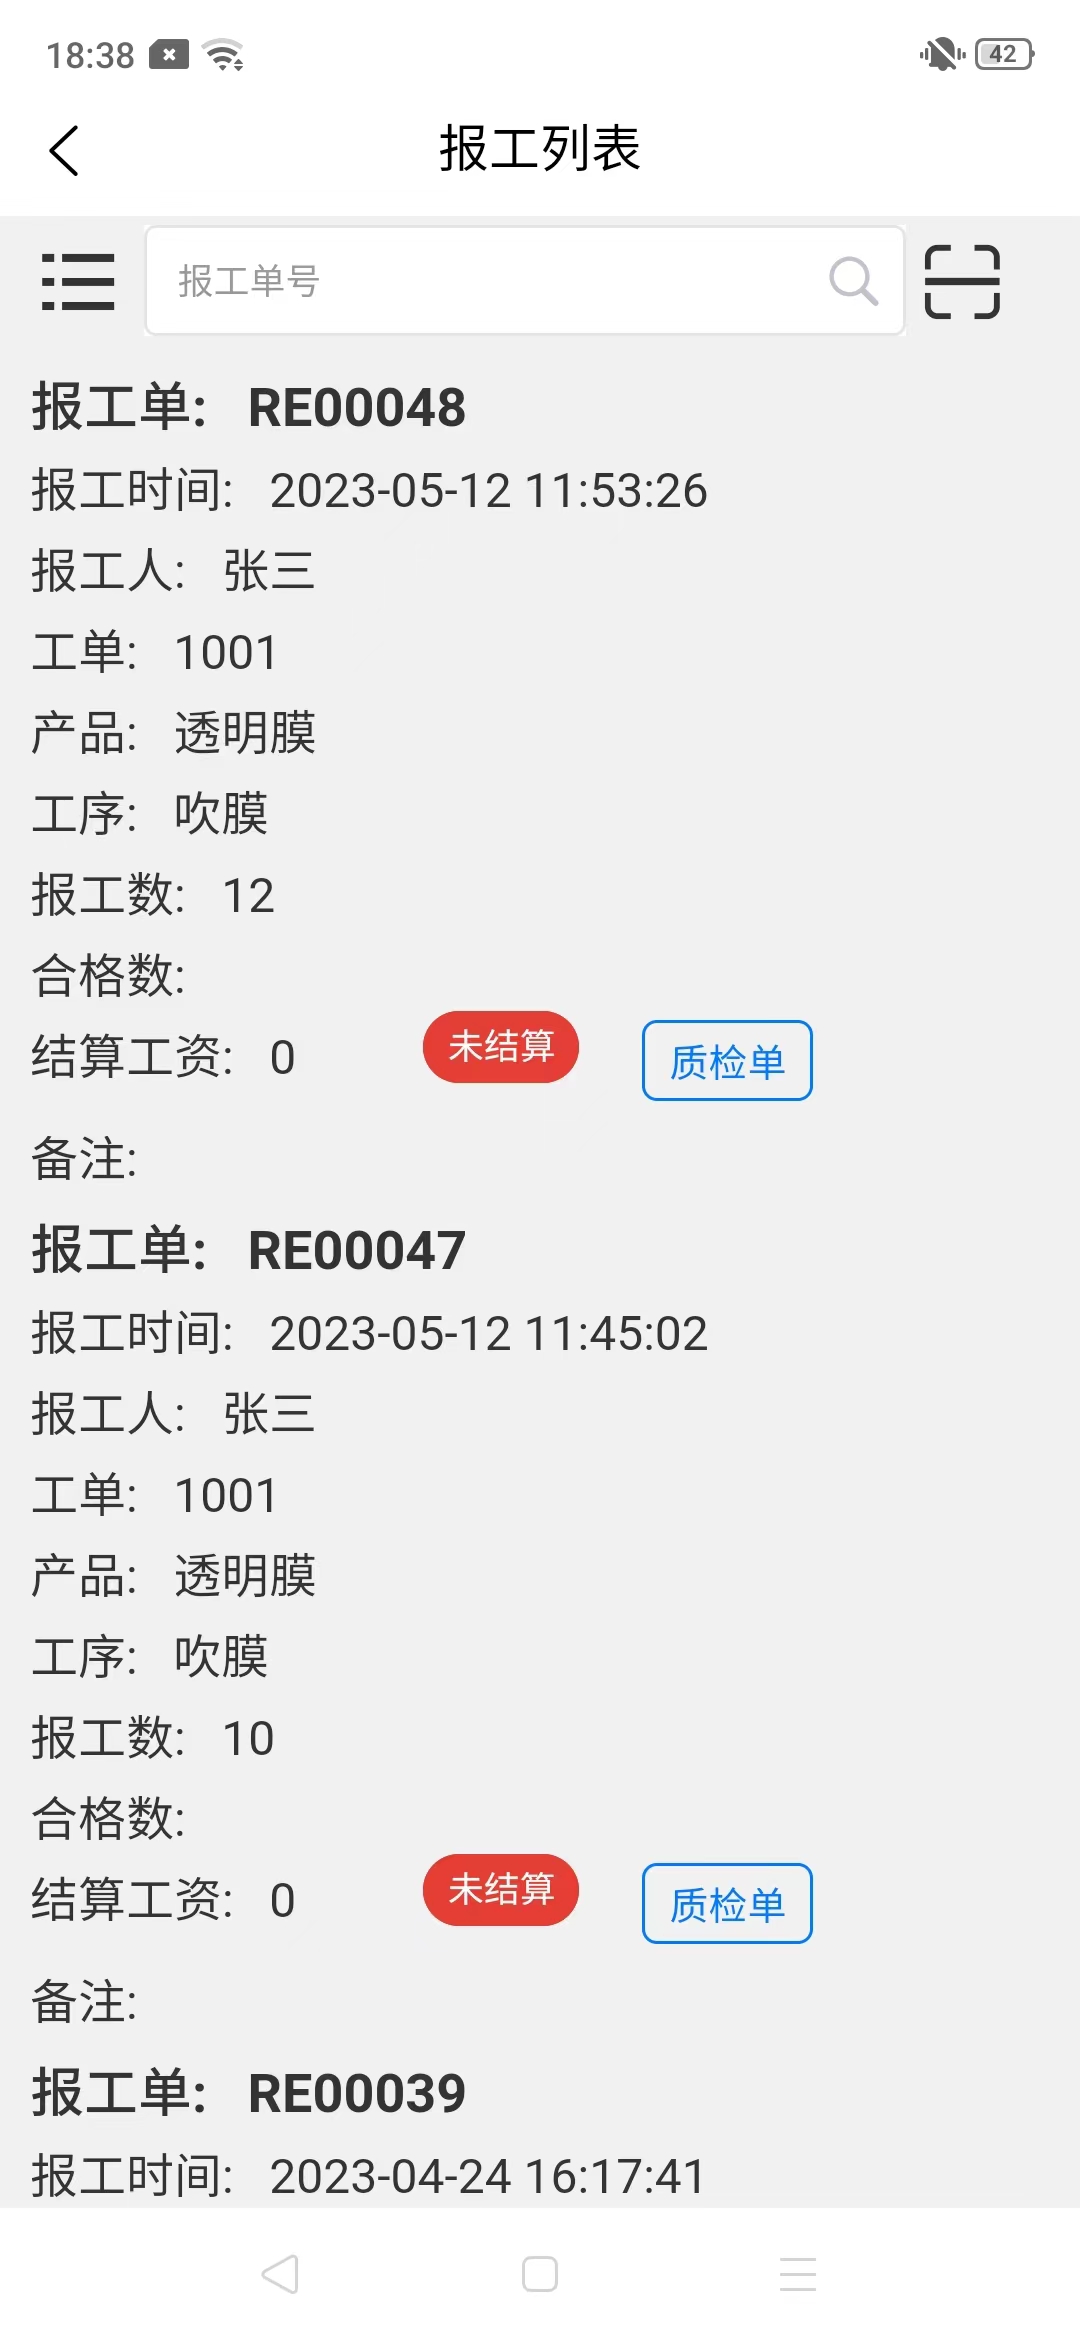 18:38
42
报工列表
报工单号
报工单: RE00048
报工时间: 2023-05-12 11:53:26
报工人: 张三
工单: 1001
产品: 透明膜
工序: 吹膜
报工数: 12
合格数:
结算工资: 0 未结算 质检单
备注:
报工单: RE00047
报工时间: 2023-05-12 11:45:02
报工人: 张三
工单: 1001
产品: 透明膜
工序: 吹膜
报工数: 10
合格数:
结算工资: 0 未结算 质检单
备注:
报工单: RE00039
报工时间: 2023-04-24 16:17:41